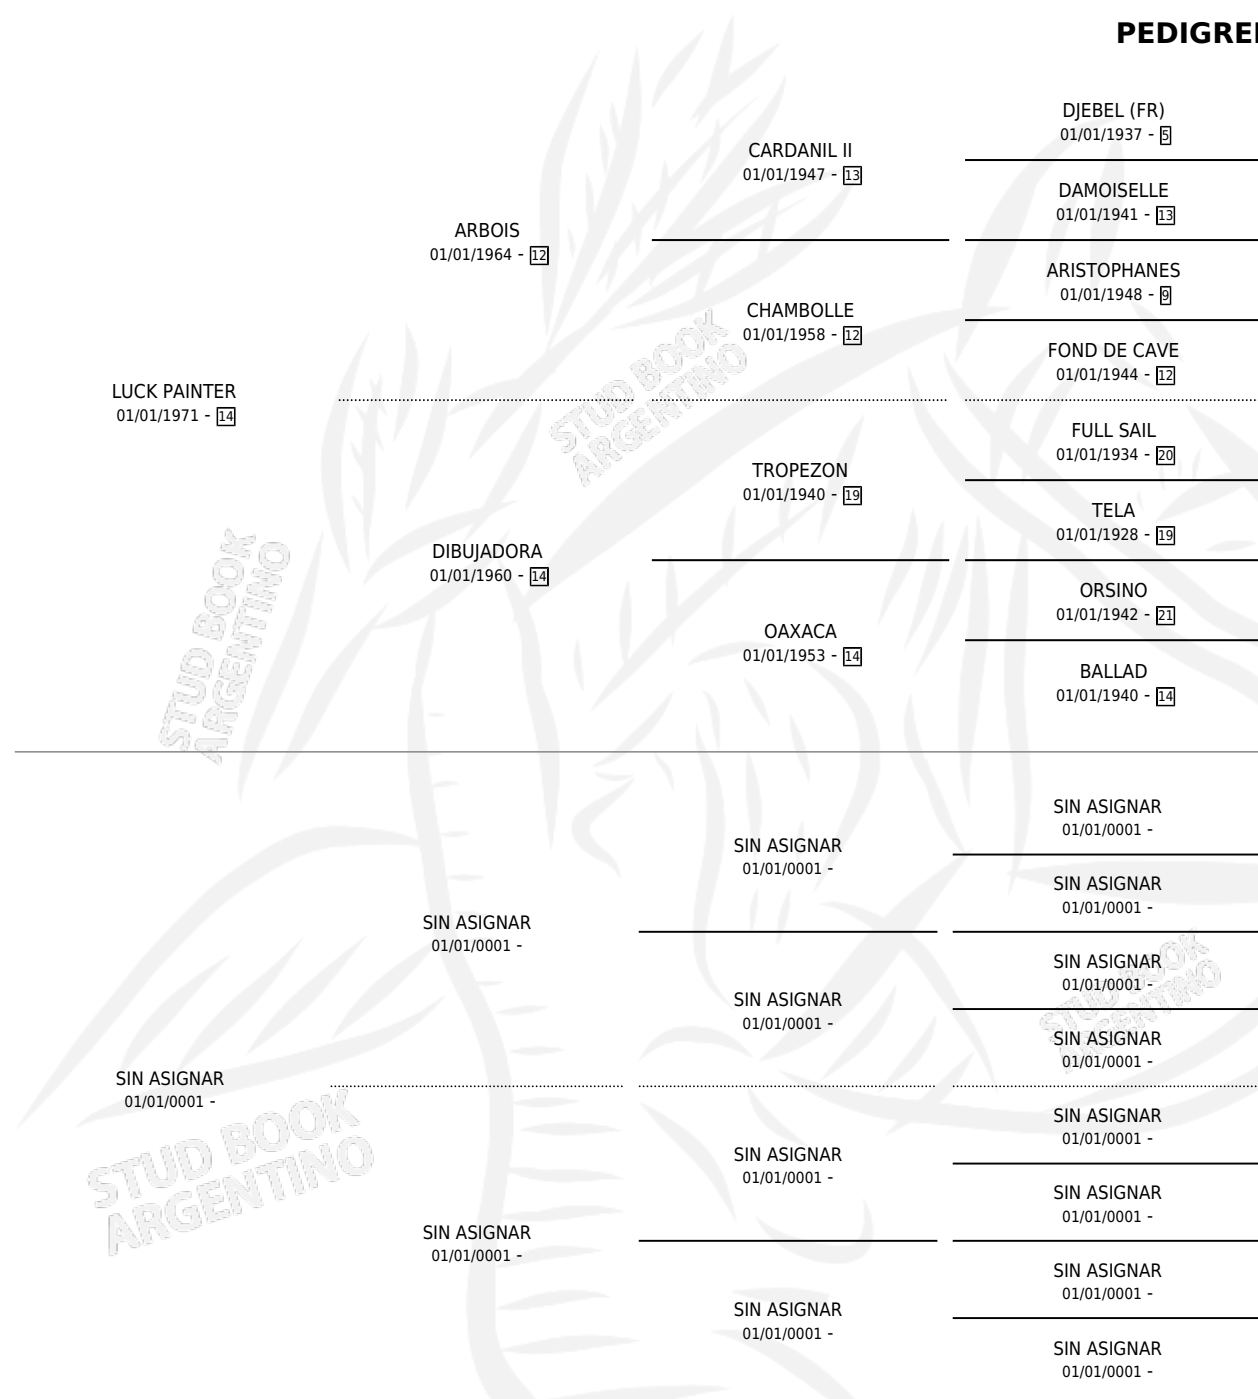 PEDIGREE
LUCK PAINTER
01/01/1971 - 14
ARBOIS
01/01/1964 - 12
DIBUJADORA
01/01/1960 - 14
CARDANIL II
01/01/1947 - 13
CHAMBOLLE
01/01/1958 - 12
TROPEZON
01/01/1940 - 19
OAXACA
01/01/1953 - 14
DJEBEL (FR)
01/01/1937 - 5
DAMOISELLE
01/01/1941 - 13
ARISTOPHANES
01/01/1948 - 9
FOND DE CAVE
01/01/1944 - 12
FULL SAIL
01/01/1934 - 20
TELA
01/01/1928 - 19
ORSINO
01/01/1942 - 21
BALLAD
01/01/1940 - 14
SIN ASIGNAR
01/01/0001 -
SIN ASIGNAR
01/01/0001 -
SIN ASIGNAR
01/01/0001 -
SIN ASIGNAR
01/01/0001 -
SIN ASIGNAR
01/01/0001 -
SIN ASIGNAR
01/01/0001 -
SIN ASIGNAR
01/01/0001 -
SIN ASIGNAR
01/01/0001 -
SIN ASIGNAR
01/01/0001 -
SIN ASIGNAR
01/01/0001 -
SIN ASIGNAR
01/01/0001 -
SIN ASIGNAR
01/01/0001 -
SIN ASIGNAR
01/01/0001 -
SIN ASIGNAR
01/01/0001 -
SIN ASIGNAR
01/01/0001 -
STUD BOOK
ARGENTINO
STUD BOOK
ARGENTINO
STUD BOOK
ARGENTINO
STUD BOOK
ARGENTINO